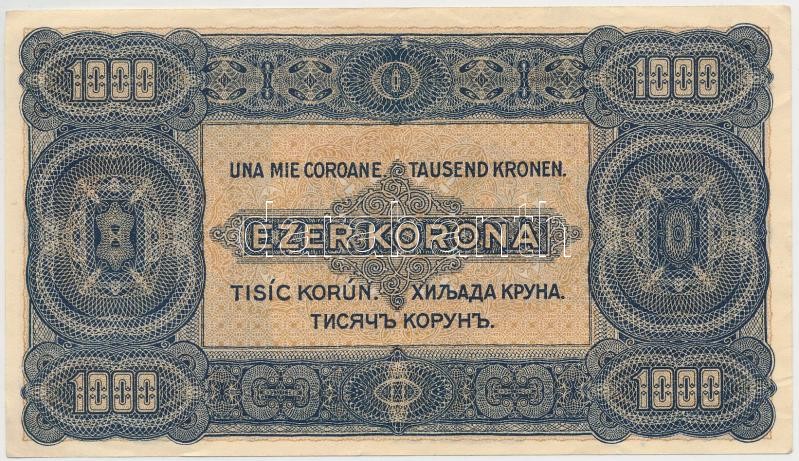 1000 1000
UNA MIE COROANE TAUSEND KRONEN.
EZER KORONA
TISÍC KORÚN. ХИЉАДА КРУНА.
ТИСЯЧЪ КОРУНЪ.
1000 1000